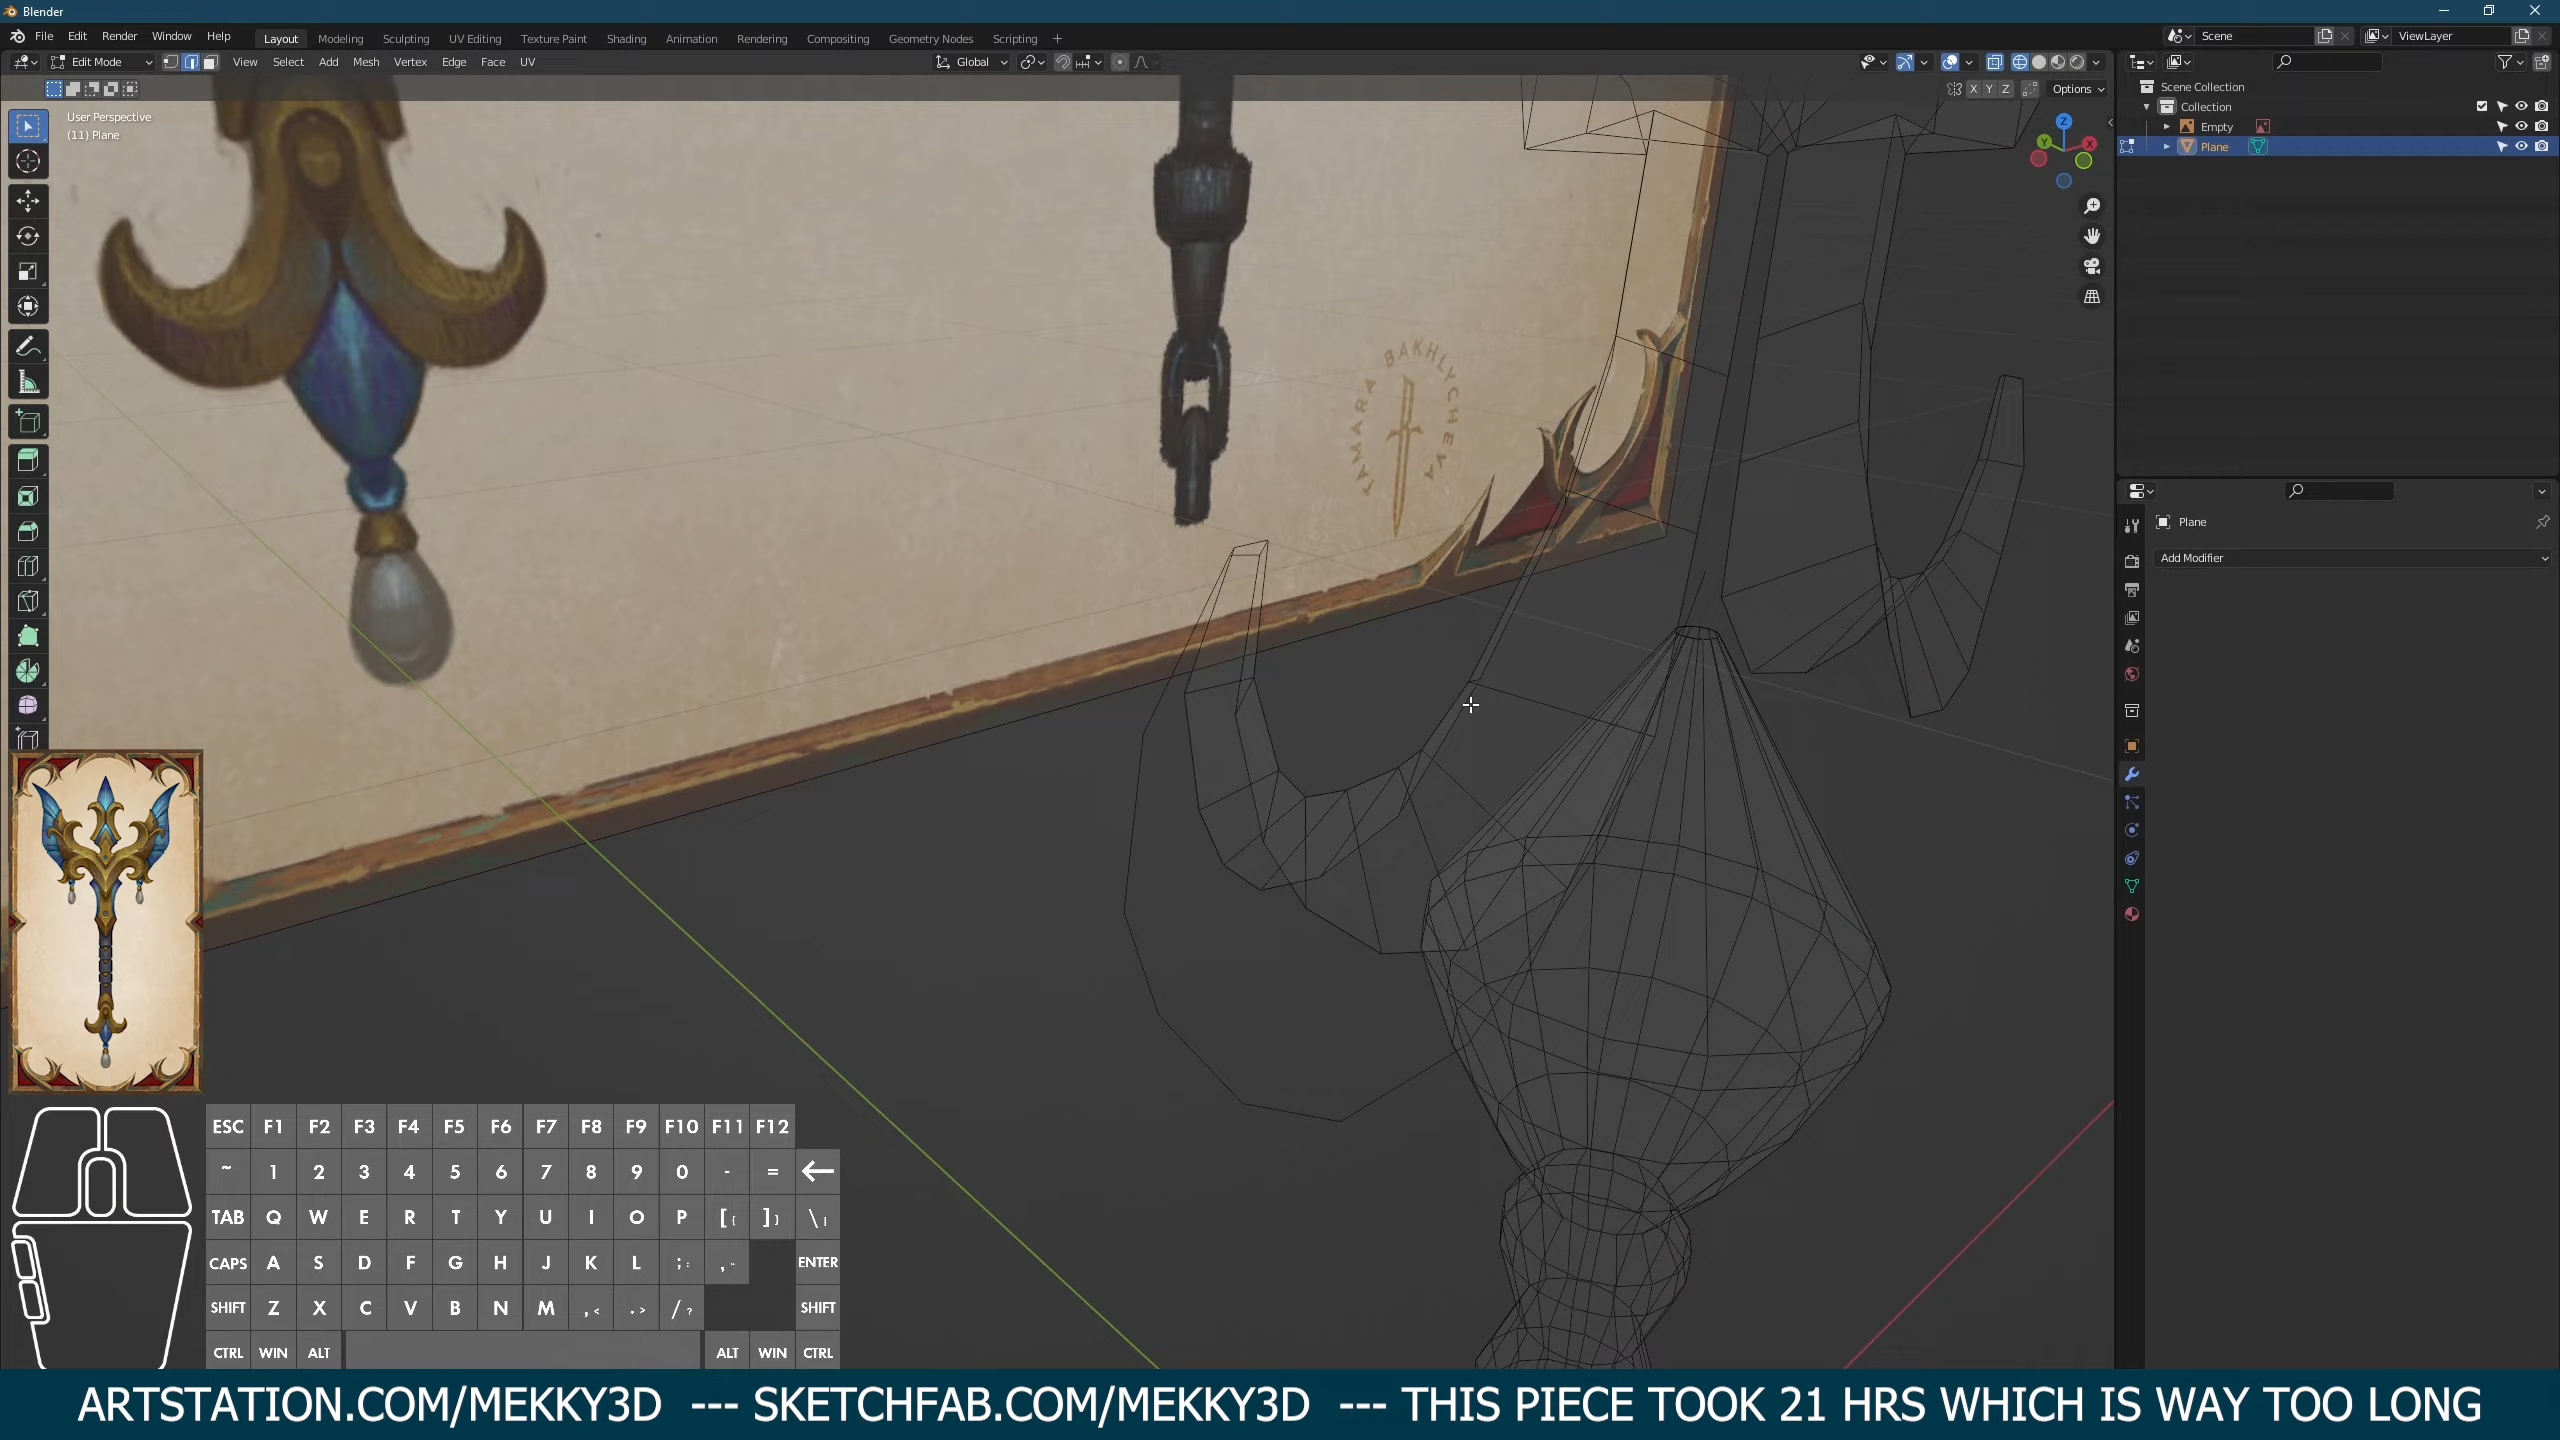 Blender
File Edit Render Window Help
Layout Modeling Sculpting UV Editing Texture Paint Shading Animation Rendering Compositing Geometry Nodes Scripting +
Scene
ViewLayer
Edit Mode
View Select Add Mesh Vertex Edge Face UV
Global
X Y Z
Options
User Perspective
(11) Plane
Z
Y
X
Scene Collection
Collection
Empty
Plane
Plane
Add Modifier
TAMARA BAKHLYCHEVA
ESC F1 F2 F3 F4 F5 F6 F7 F8 F9 F10 F11 F12
~ 1 2 3 4 5 6 7 8 9 0 - =
TAB Q W E R T Y U I O P [{ ]} \|
CAPS A S D F G H J K L ;: ," ENTER
SHIFT Z X C V B N M ,< .> /? SHIFT
CTRL WIN ALT ALT WIN CTRL
ARTSTATION.COM/MEKKY3D --- SKETCHFAB.COM/MEKKY3D --- THIS PIECE TOOK 21 HRS WHICH IS WAY TOO LONG